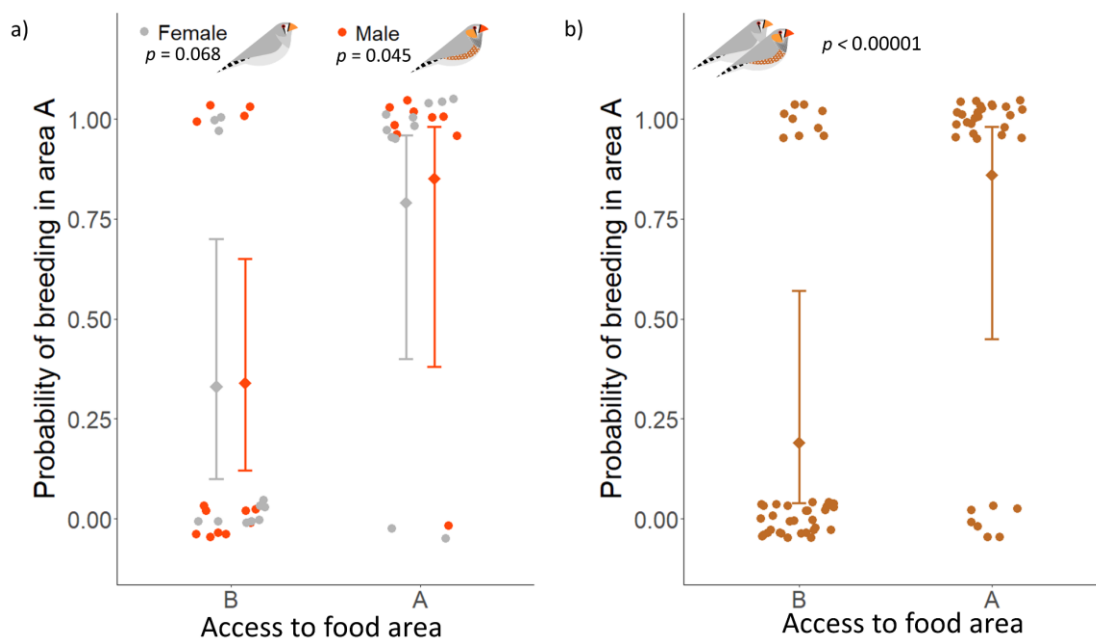 a)
Female
p = 0.068
Male
p = 0.045
Probability of breeding in area A
1.00
0.75
0.50
0.25
0.00
B
A
Access to food area
b)
p < 0.00001
Probability of breeding in area A
1.00
0.75
0.50
0.25
0.00
B
A
Access to food area